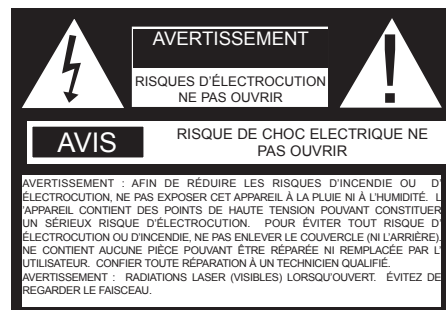 AVERTISSEMENT
RISQUES D'ÉLECTROCUTION
NE PAS OUVRIR
AVIS
RISQUE DE CHOC ELECTRIQUE NE
PAS OUVRIR
AVERTISSEMENT : AFIN DE RÉDUIRE LES RISQUES D'INCENDIE OU D'
ÉLECTROCUTION, NE PAS EXPOSER CET APPAREIL À LA PLUIE NI À L'HUMIDITÉ. L
'APPAREIL CONTIENT DES POINTS DE HAUTE TENSION POUVANT CONSTITUER
UN SÉRIEUX RISQUE D'ÉLECTROCUTION. POUR ÉVITER TOUT RISQUE D'
ÉLECTROCUTION OU D'INCENDIE, NE PAS ENLEVER LE COUVERCLE (NI L'ARRIÈRE).
NE CONTIENT AUCUNE PIÈCE POUVANT ÊTRE RÉPARÉE NI REMPLACÉE PAR L'
UTILISATEUR. CONFIER TOUTE RÉPARATION À UN TECHNICIEN QUALIFIÉ.
AVERTISSEMENT : RADIATIONS LASER (VISIBLES) LORSQU'OUVERT. ÉVITEZ DE
REGARDER LE FAISCEAU.